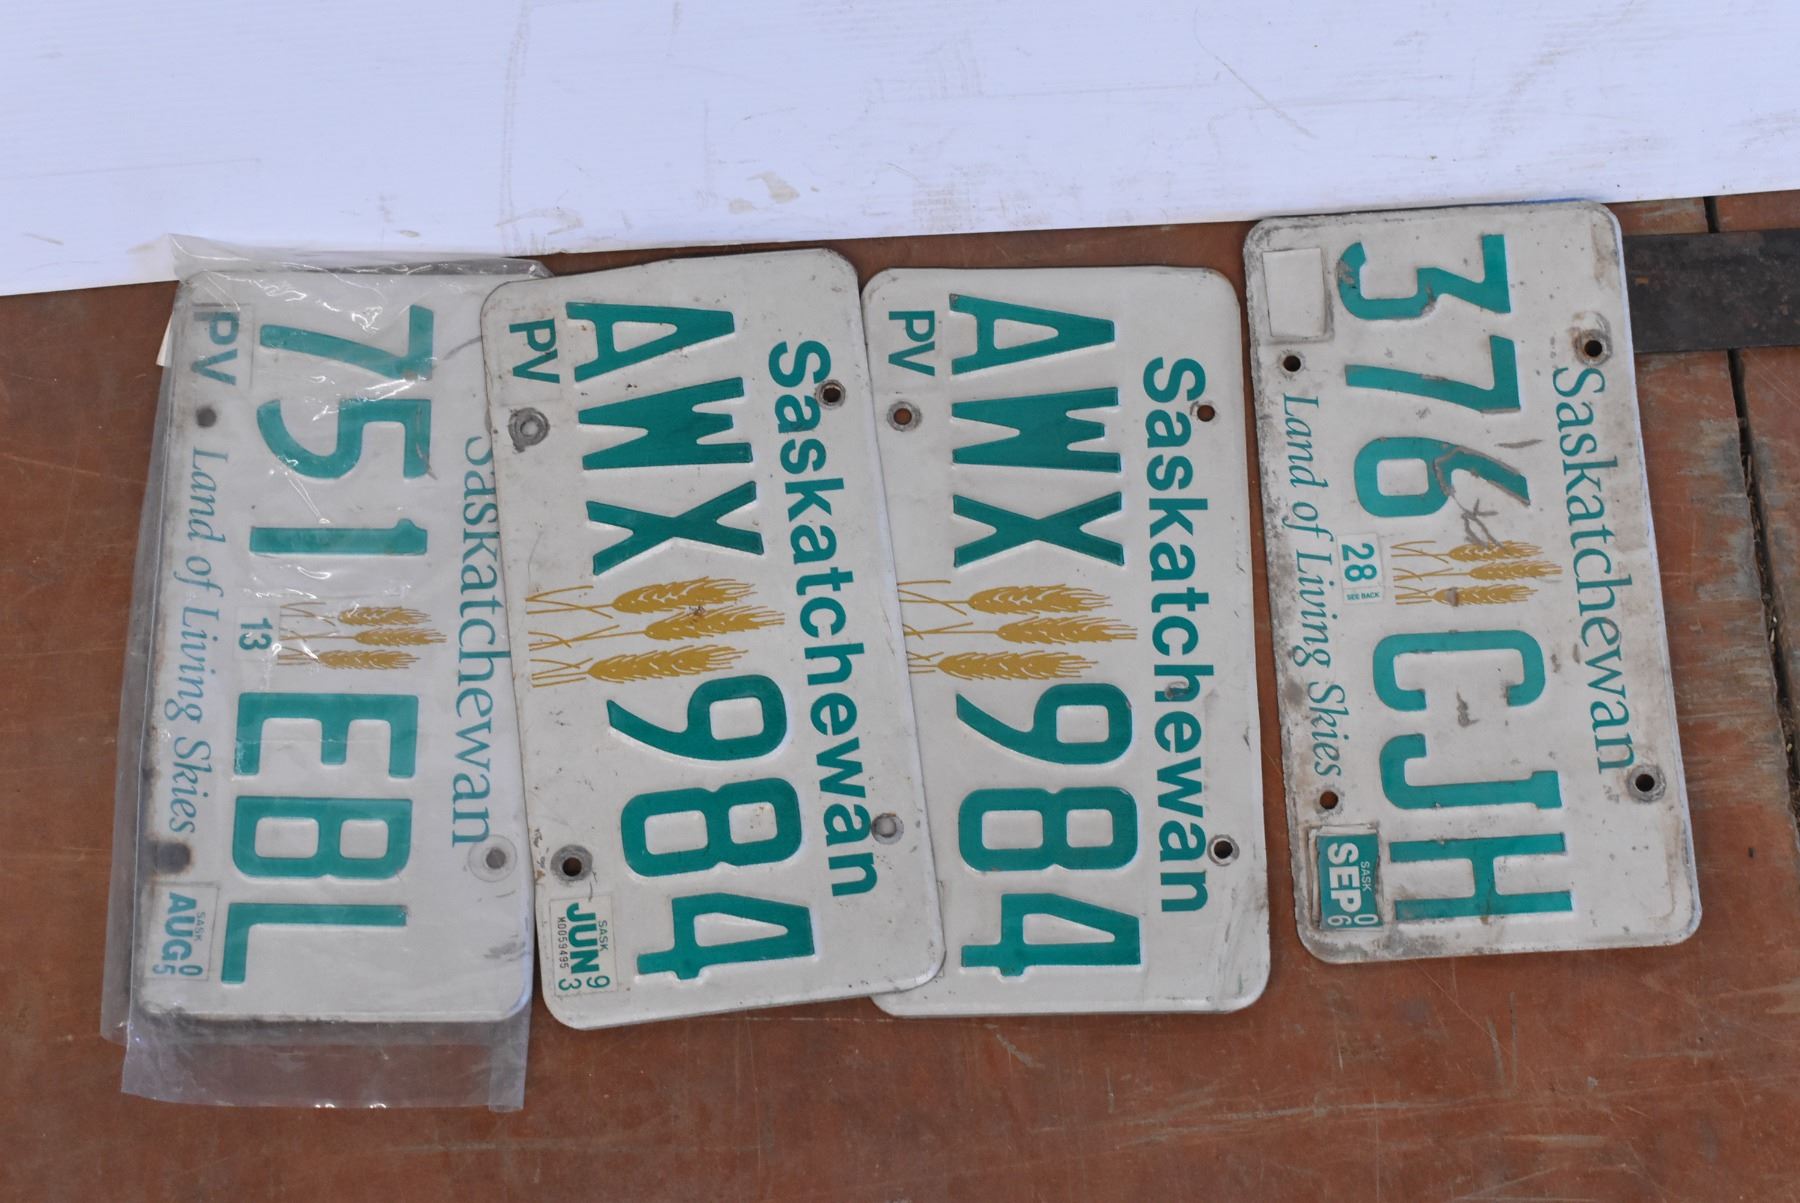 Saskatchewan
PV
751 EBL
13
Land of Living Skies
SASK
AUG 05
Saskatchewan
PV
AWX 984
SASK
JUN 93
M0059495
Saskatchewan
PV
AWX 984
Saskatchewan
376 CJH
28
SEE BACK
Land of Living Skies
SASK
SEP 06